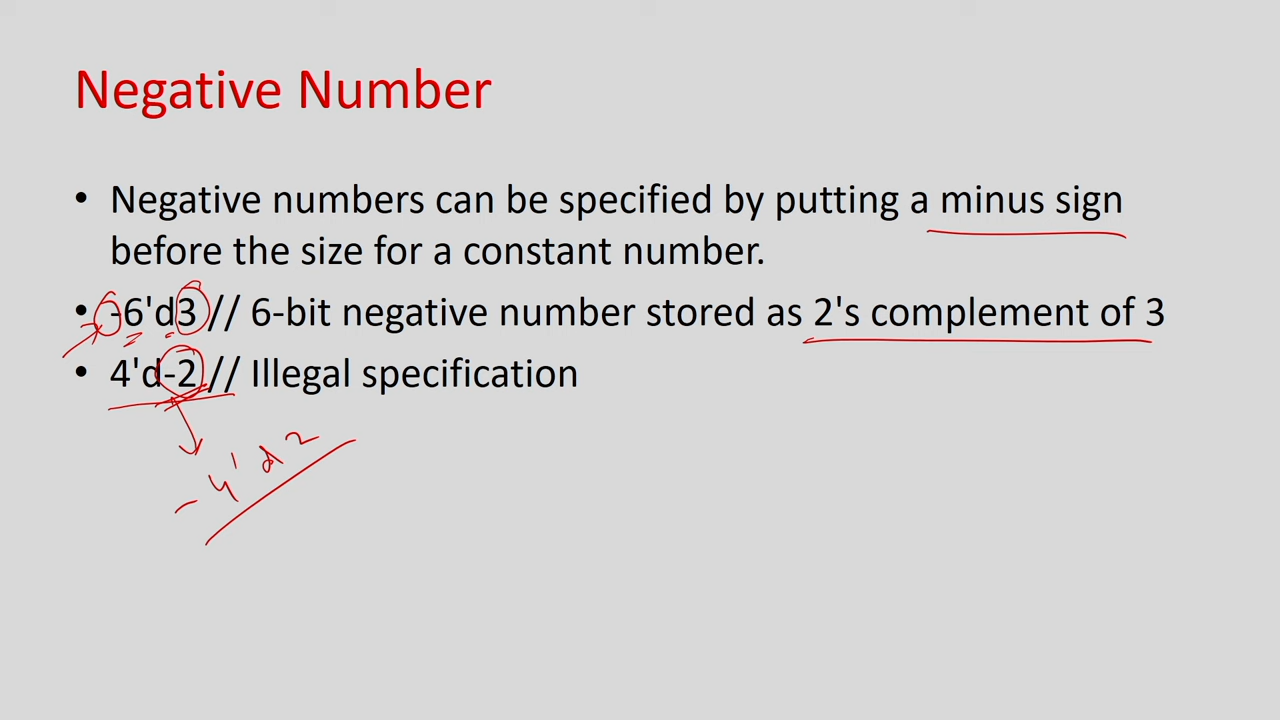 Negative Number
• Negative numbers can be specified by putting a minus sign
before the size for a constant number.
• -6'd3 // 6-bit negative number stored as 2's complement of 3
• 4'd-2 // Illegal specification
- 4' d 2